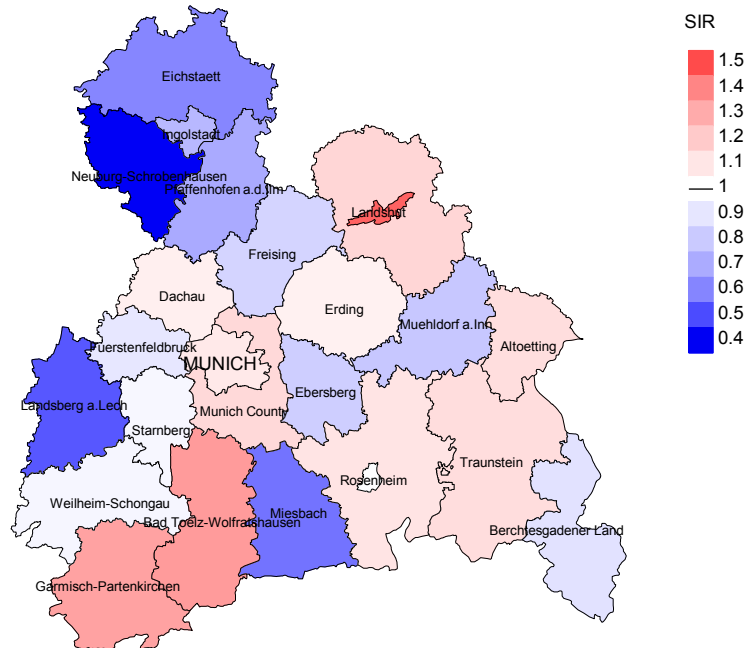 SIR
1.5
1.4
1.3
1.2
1.1
1
0.9
0.8
0.7
0.6
0.5
0.4
Eichstaett
Ingolstadt
Neuburg-Schrobenhausen
Pfaffenhofen a.d.Ilm
Landshut
Freising
Dachau
Erding
Muehldorf a.Inn
Altoetting
Fuerstenfeldbruck
MUNICH
Ebersberg
Landsberg a.Lech
Munich County
Starnberg
Traunstein
Rosenheim
Weilheim-Schongau
Miesbach
Bad Toelz-Wolfratshausen
Berchtesgadener Land
Garmisch-Partenkirchen